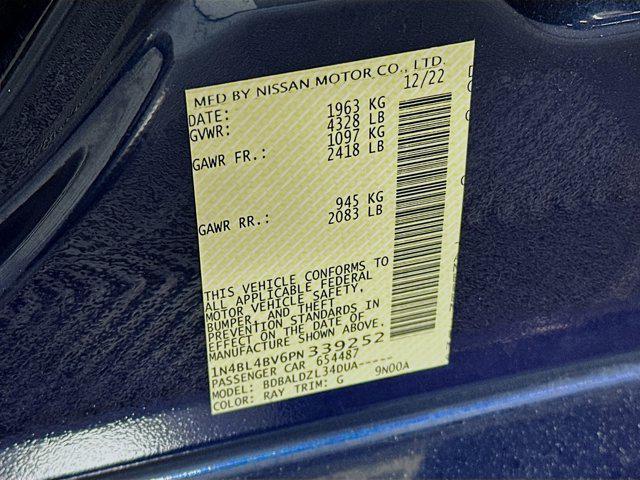 MFD BY NISSAN MOTOR CO., LTD.
DATE: 12/22
GVWR: 1963 KG
4328 LB
GAWR FR.: 1097 KG
2418 LB
GAWR RR.: 945 KG
2083 LB
THIS VEHICLE CONFORMS TO
ALL APPLICABLE FEDERAL
MOTOR VEHICLE SAFETY,
BUMPER, AND THEFT
PREVENTION STANDARDS IN
EFFECT ON THE DATE OF
MANUFACTURE SHOWN ABOVE.
1N4BL4BV6PN 339252
PASSENGER CAR 654487
MODEL: BDBALDZL34DUA-----
COLOR: RAY TRIM: G 9N00A